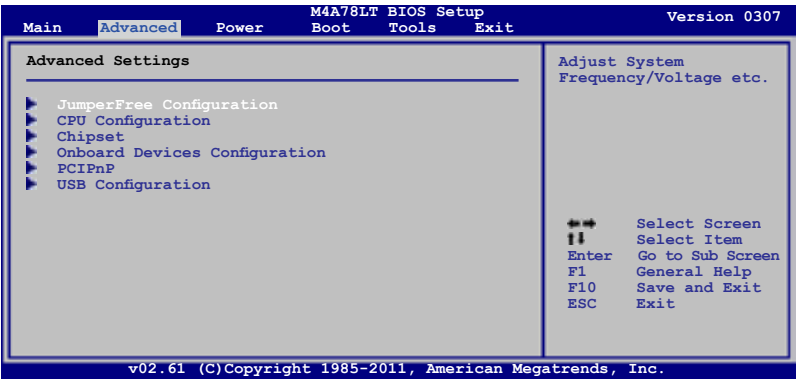 M4A78LT BIOS Setup
Version 0307
Main Advanced Power Boot Tools Exit
Advanced Settings
JumperFree Configuration
CPU Configuration
Chipset
Onboard Devices Configuration
PCIPnP
USB Configuration
Adjust System
Frequency/Voltage etc.
←→ Select Screen
↑↓ Select Item
Enter Go to Sub Screen
F1 General Help
F10 Save and Exit
ESC Exit
v02.61 (C)Copyright 1985-2011, American Megatrends, Inc.